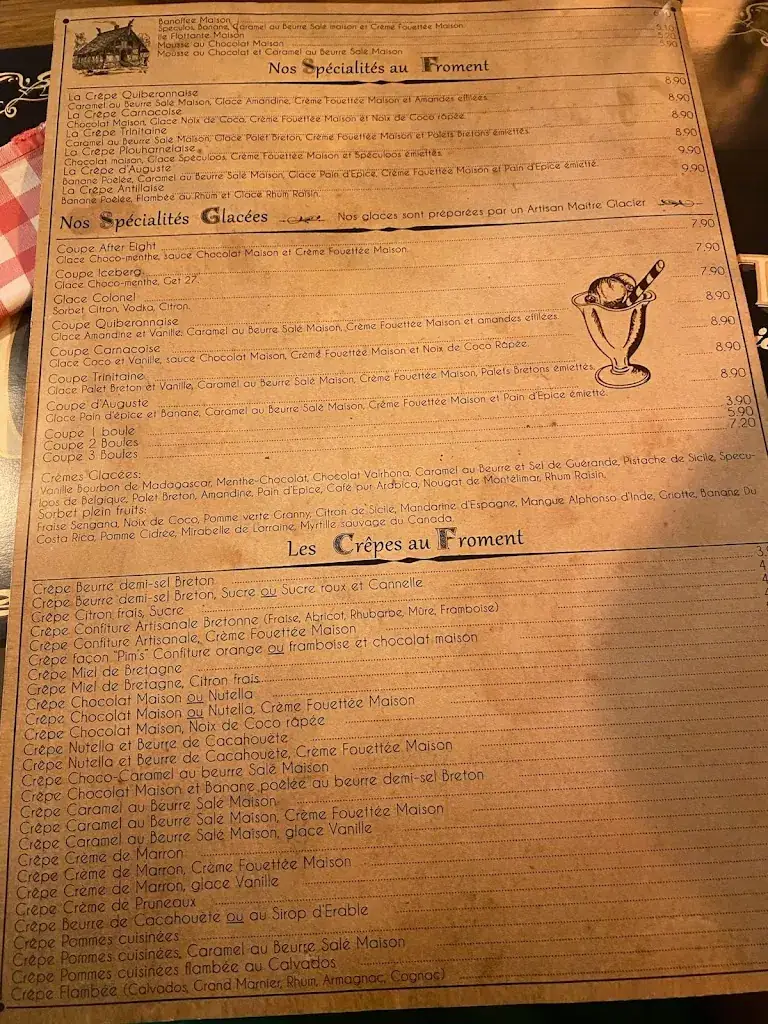 Banoffee Maison
Spéculos, Banane, Caramel au Beurre Salé maison et Crème Fouettée Maison
Ile Flottante Maison
Mousse au Chocolat Maison
Mousse au Chocolat et Caramel au Beurre Salé Maison 5.90
Nos Spécialités au Froment
La Crêpe Quiberonnaise 8.90
Caramel au Beurre Salé Maison, Glace Amandine, Crème Fouettée Maison et Amandes effilées
La Crêpe Carnacoise 8.90
Chocolat Maison, Glace Noix de Coco, Crème Fouettée Maison et Noix de Coco râpée
La Crêpe Trinitaine 8.90
Caramel au Beurre Salé Maison, Glace Palet Breton, Crème Fouettée Maison et Palets Bretons émiettés
La Crêpe Plouharnelaise 8.90
Chocolat maison, Glace Spéculoos, Crème Fouettée Maison et Spéculoos émiettés
La Crêpe d'Auguste 9.90
Banane Poêlée, Caramel au Beurre Salé Maison, Glace Pain d'Epice, Crème Fouettée Maison et Pain d'Epice émietté
La Crêpe Antillaise 9.90
Banane Poêlée, Flambée au Rhum et Glace Rhum Raisin
Nos Spécialités Glacées Nos glaces sont préparées par un Artisan Maitre Glacier
Coupe After Eight 7.90
Glace Choco-menthe, sauce Chocolat Maison et Crème Fouettée Maison
Coupe Iceberg 7.90
Glace Choco-menthe, Get 27
Glace Colonel 7.90
Sorbet Citron, Vodka, Citron
Coupe Quiberonnaise 8.90
Glace Amandine et Vanille, Caramel au Beurre Salé Maison, Crème Fouettée Maison et amandes effilées
Coupe Carnacoise 8.90
Glace Coco et Vanille, sauce Chocolat Maison, Crème Fouettée Maison et Noix de Coco Râpée
Coupe Trinitaine 8.90
Glace Palet Breton et Vanille, Caramel au Beurre Salé Maison, Crème Fouettée Maison, Palets Bretons émiettés
Coupe d'Auguste 8.90
Glace Pain d'épice et Banane, Caramel au Beurre Salé Maison, Crème Fouettée Maison et Pain d'Epice émietté
Coupe 1 boule 3.90
Coupe 2 Boules 5.90
Coupe 3 Boules 7.20
Crèmes Glacées:
Vanille Bourbon de Madagascar, Menthe-Chocolat, Chocolat Valrhona, Caramel au Beurre et Sel de Guérande, Pistache de Sicile, Specu-
loos de Belgique, Palet Breton, Amandine, Pain d'Epice, Café pur Arabica, Nougat de Montélimar, Rhum Raisin.
Sorbet plein fruits:
Fraise Sengana, Noix de Coco, Pomme verte Granny, Citron de Sicile, Mandarine d'Espagne, Mangue Alphonso d'Inde, Griotte, Banane Du
Costa Rica, Pomme Cidrée, Mirabelle de Lorraine, Myrtille sauvage du Canada.
Les Crêpes au Froment
Crêpe Beurre demi-sel Breton
Crêpe Beurre demi-sel Breton, Sucre ou Sucre roux et Cannelle
Crêpe Citron frais, Sucre
Crêpe Confiture Artisanale Bretonne (Fraise, Abricot, Rhubarbe, Mûre, Framboise)
Crêpe Confiture Artisanale, Crème Fouettée Maison
Crêpe façon "Pim's" Confiture orange ou framboise et chocolat maison
Crêpe Miel de Bretagne
Crêpe Miel de Bretagne, Citron frais
Crêpe Chocolat Maison ou Nutella
Crêpe Chocolat Maison ou Nutella, Crème Fouettée Maison
Crêpe Chocolat Maison, Noix de Coco râpée
Crêpe Nutella et Beurre de Cacahouète
Crêpe Nutella et Beurre de Cacahouète, Crème Fouettée Maison
Crêpe Choco-Caramel au beurre Salé Maison
Crêpe Chocolat Maison et Banane poêlée au beurre demi-sel Breton
Crêpe Caramel au Beurre Salé Maison
Crêpe Caramel au Beurre Salé Maison, Crème Fouettée Maison
Crêpe Caramel au Beurre Salé Maison, glace Vanille
Crêpe Crème de Marron
Crêpe Crème de Marron, Crème Fouettée Maison
Crêpe Crème de Marron, glace Vanille
Crêpe Crème de Pruneaux
Crêpe Beurre de Cacahouète ou au Sirop d'Erable
Crêpe Pommes cuisinées
Crêpe Pommes cuisinées, Caramel au Beurre Salé Maison
Crêpe Pommes cuisinées flambée au Calvados
Crêpe Flambée (Calvados, Grand Marnier, Rhum, Armagnac, Cognac)